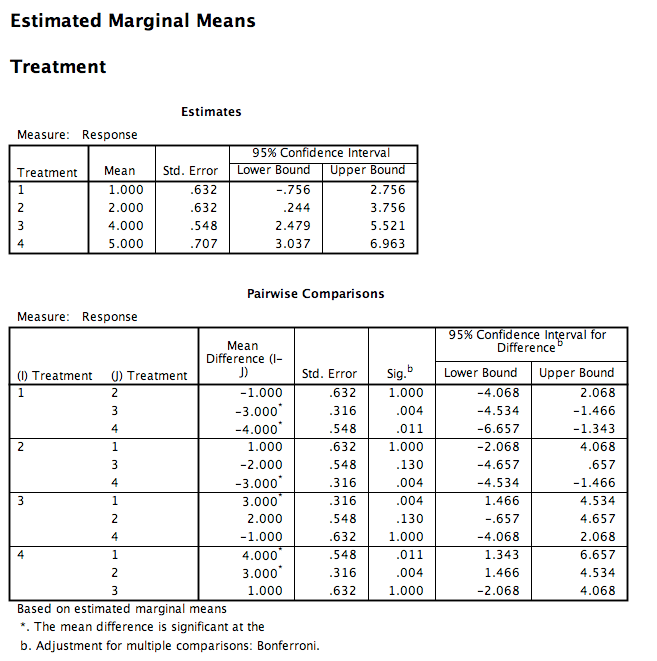 Estimated Marginal Means
Treatment
Estimates
Measure: Response
95% Confidence Interval
Treatment Mean Std. Error Lower Bound Upper Bound
1 1.000 .632 -.756 2.756
2 2.000 .632 .244 3.756
3 4.000 .548 2.479 5.521
4 5.000 .707 3.037 6.963
Pairwise Comparisons
Measure: Response
95% Confidence Interval for
Mean
Difference (I-
Difference b
J)
(I) Treatment (J) Treatment Std. Error Sig. b Lower Bound Upper Bound
1 2 -1.000 .632 1.000 -4.068 2.068
3 -3.000* .316 .004 -4.534 -1.466
4 -4.000* .548 .011 -6.657 -1.343
2 1 1.000 .632 1.000 -2.068 4.068
3 -2.000 .548 .130 -4.657 .657
4 -3.000* .316 .004 -4.534 -1.466
3 1 3.000* .316 .004 1.466 4.534
2 2.000 .548 .130 -.657 4.657
4 -1.000 .632 1.000 -4.068 2.068
4 1 4.000* .548 .011 1.343 6.657
2 3.000* .316 .004 1.466 4.534
3 1.000 .632 1.000 -2.068 4.068
Based on estimated marginal means
*. The mean difference is significant at the
b. Adjustment for multiple comparisons: Bonferroni.